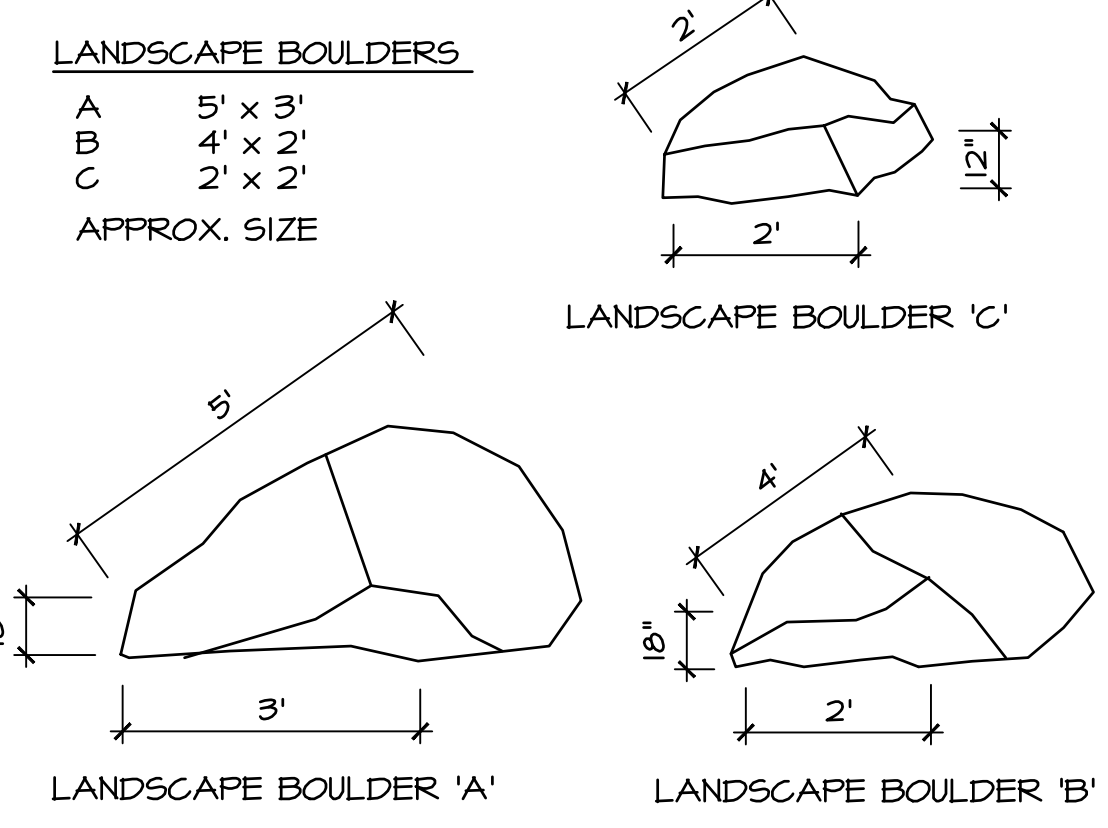 LANDSCAPE BOULDERS
A 5' x 3'
B 4' x 2'
C 2' x 2'
APPROX. SIZE
2'
12"
2'
LANDSCAPE BOULDER 'C'
5'
3'
LANDSCAPE BOULDER 'A'
4'
18"
2'
LANDSCAPE BOULDER 'B'